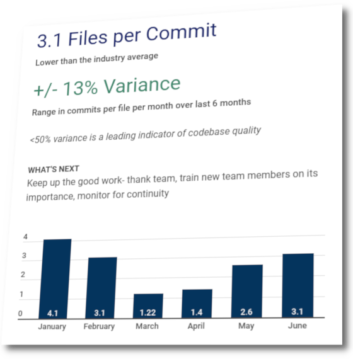 3.1 Files per Commit
Lower than the industry average
+/- 13% Variance
Range in commits per file per month over last 6 months
<50% variance is a leading indicator of codebase quality
WHAT'S NEXT
Keep up the good work- thank team, train new team members on its
importance, monitor for continuity
4
3
2
1
0
4.1 3.1 1.22 1.4 2.6 3.1
January February March April May June